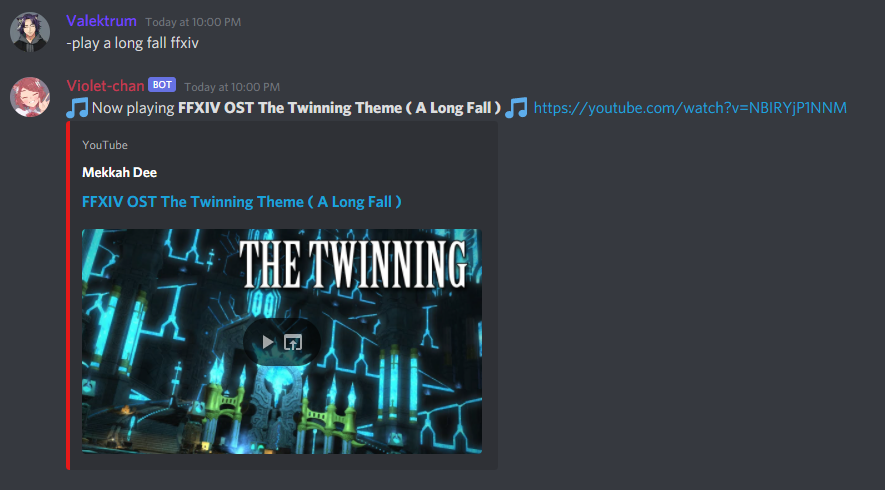 Valektrum Today at 10:00 PM
-play a long fall ffxiv
Violet-chan BOT Today at 10:00 PM
🎵 Now playing FFXIV OST The Twinning Theme ( A Long Fall ) 🎵 https://youtube.com/watch?v=NBIRYjP1NNM
YouTube
Mekkah Dee
FFXIV OST The Twinning Theme ( A Long Fall )
THE TWINNING